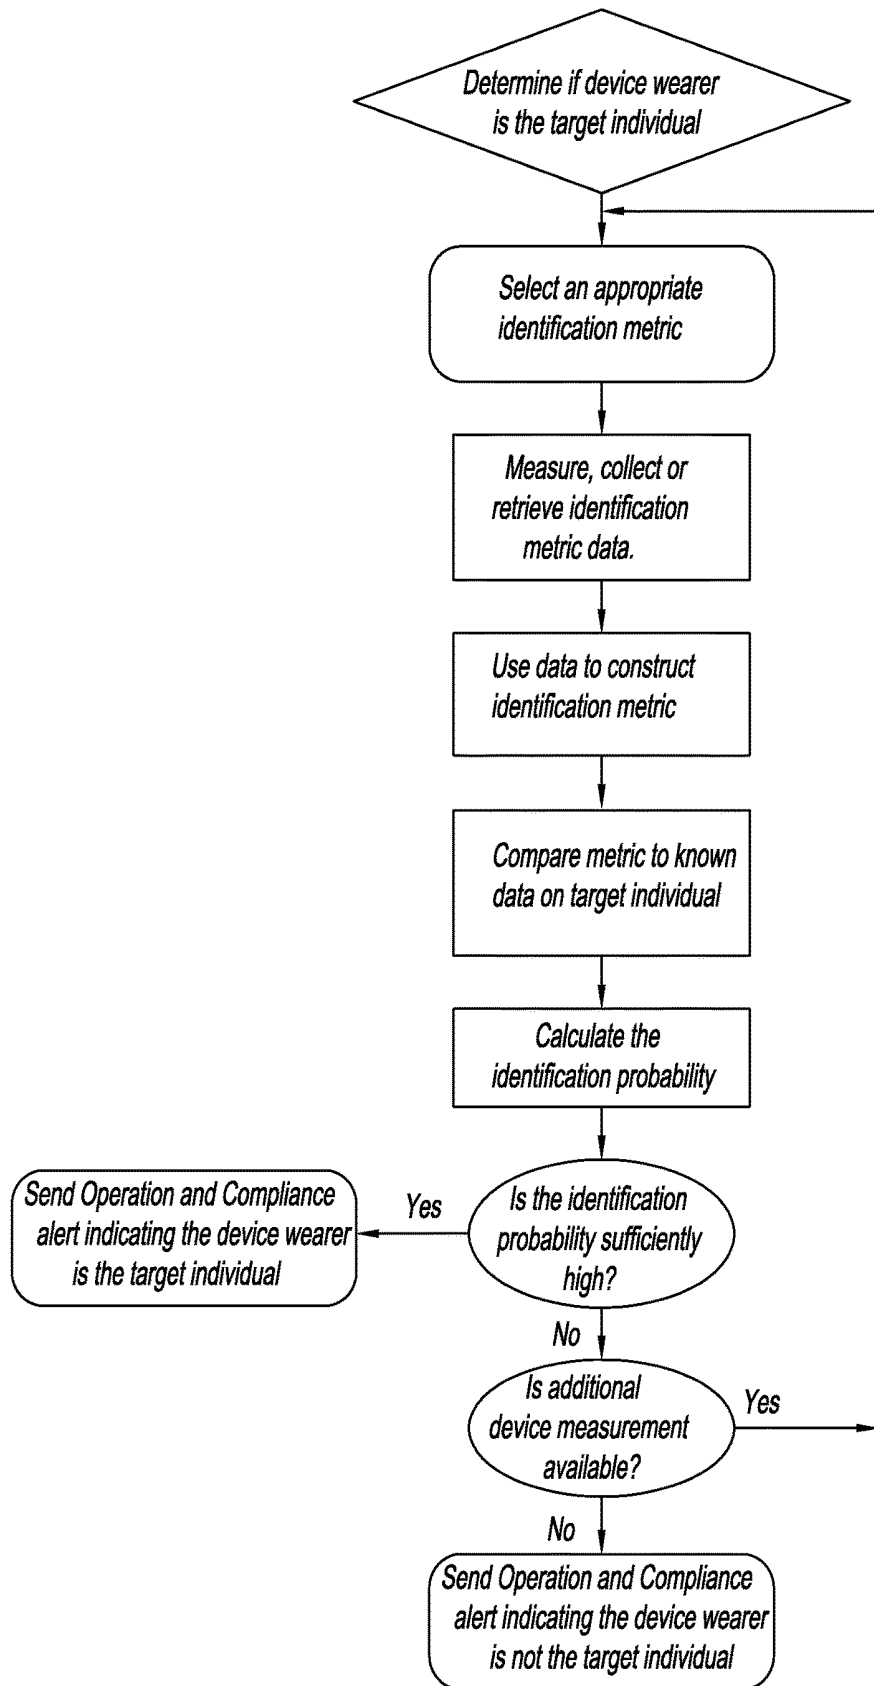 Determine if device wearer
is the target individual
Select an appropriate
identification metric
Measure, collect or
retrieve identification
metric data.
Use data to construct
identification metric
Compare metric to known
data on target individual
Calculate the
identification probability
Is the identification
probability sufficiently
high?
Yes
Send Operation and Compliance
alert indicating the device wearer
is the target individual
No
Is additional
device measurement
available?
Yes
No
Send Operation and Compliance
alert indicating the device wearer
is not the target individual